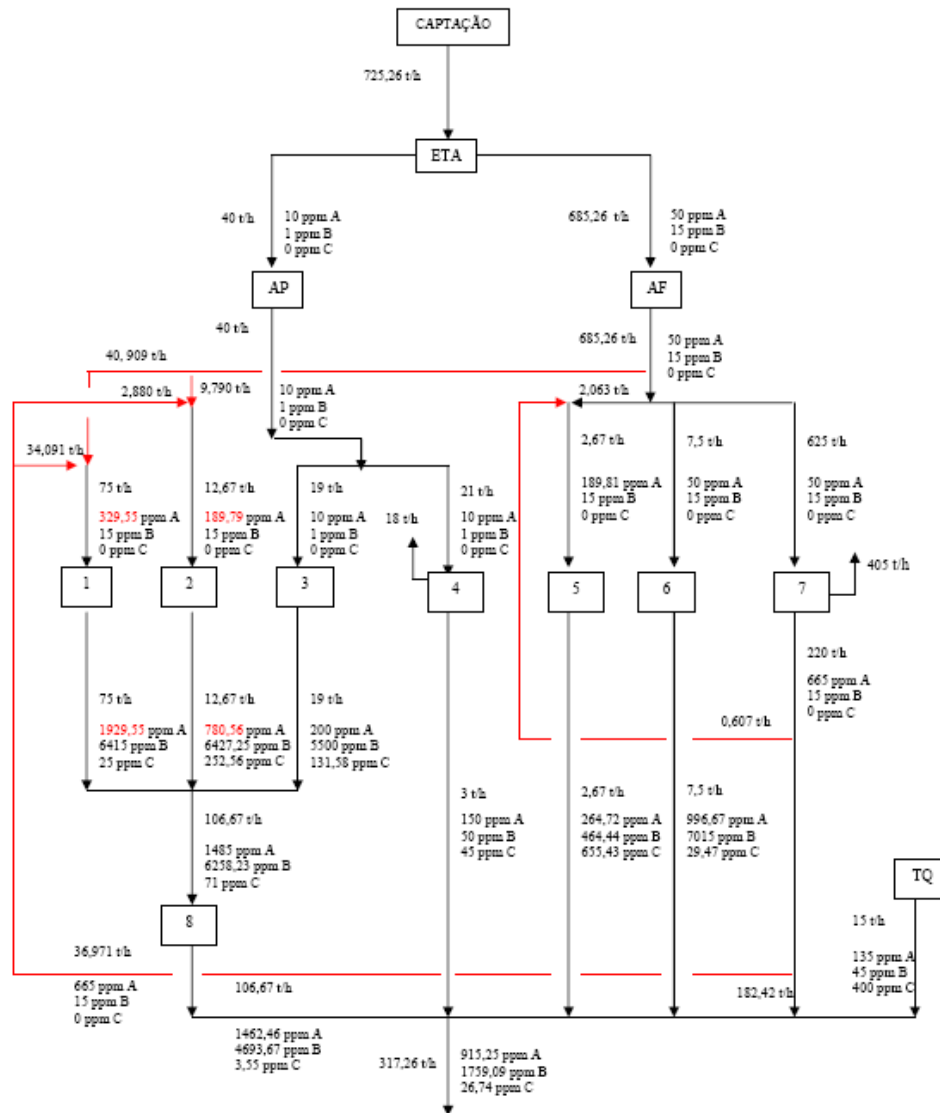 CAPTAÇÃO
725,26 t/h
ETA
40 t/h
10 ppm A
1 ppm B
0 ppm C
685,26 t/h
50 ppm A
15 ppm B
0 ppm C
AP
AF
40 t/h
685,26 t/h
50 ppm A
15 ppm B
0 ppm C
40, 909 t/h
2,880 t/h
9,790 t/h
10 ppm A
1 ppm B
0 ppm C
2,063 t/h
34,091 t/h
75 t/h
329,55 ppm A
15 ppm B
0 ppm C
12,67 t/h
189,79 ppm A
15 ppm B
0 ppm C
19 t/h
10 ppm A
1 ppm B
0 ppm C
18 t/h
21 t/h
10 ppm A
1 ppm B
0 ppm C
2,67 t/h
189,81 ppm A
15 ppm B
0 ppm C
7,5 t/h
50 ppm A
15 ppm B
0 ppm C
625 t/h
50 ppm A
15 ppm B
0 ppm C
405 t/h
1
2
3
4
5
6
7
220 t/h
665 ppm A
15 ppm B
0 ppm C
75 t/h
1929,55 ppm A
6415 ppm B
25 ppm C
12,67 t/h
780,56 ppm A
6427,25 ppm B
252,56 ppm C
19 t/h
200 ppm A
5500 ppm B
131,58 ppm C
0,607 t/h
3 t/h
150 ppm A
50 ppm B
45 ppm C
2,67 t/h
264,72 ppm A
464,44 ppm B
655,43 ppm C
7,5 t/h
996,67 ppm A
7015 ppm B
29,47 ppm C
106,67 t/h
1485 ppm A
6258,23 ppm B
71 ppm C
TQ
8
15 t/h
135 ppm A
45 ppm B
400 ppm C
36,971 t/h
665 ppm A
15 ppm B
0 ppm C
106,67 t/h
182,42 t/h
1462,46 ppm A
4693,67 ppm B
3,55 ppm C
317,26 t/h
915,25 ppm A
1759,09 ppm B
26,74 ppm C